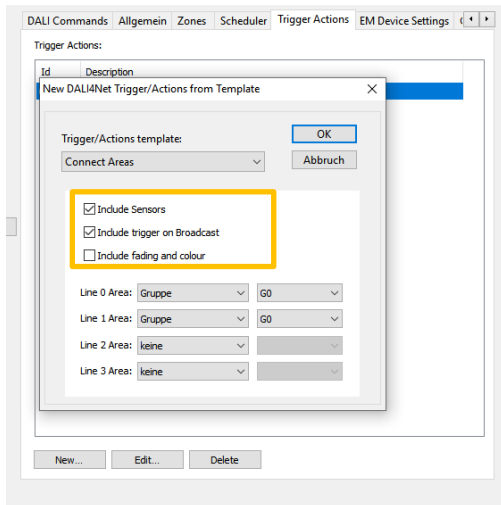 DALI Commands Allgemein Zones Scheduler Trigger Actions EM Device Settings
Trigger Actions:
Id Description
New DALI4Net Trigger/Actions from Template
Trigger/Actions template:
OK
Connect Areas
Abbruch
Include Sensors
Include trigger on Broadcast
Include fading and colour
Line 0 Area: Gruppe G0
Line 1 Area: Gruppe G0
Line 2 Area: keine
Line 3 Area: keine
New... Edit... Delete